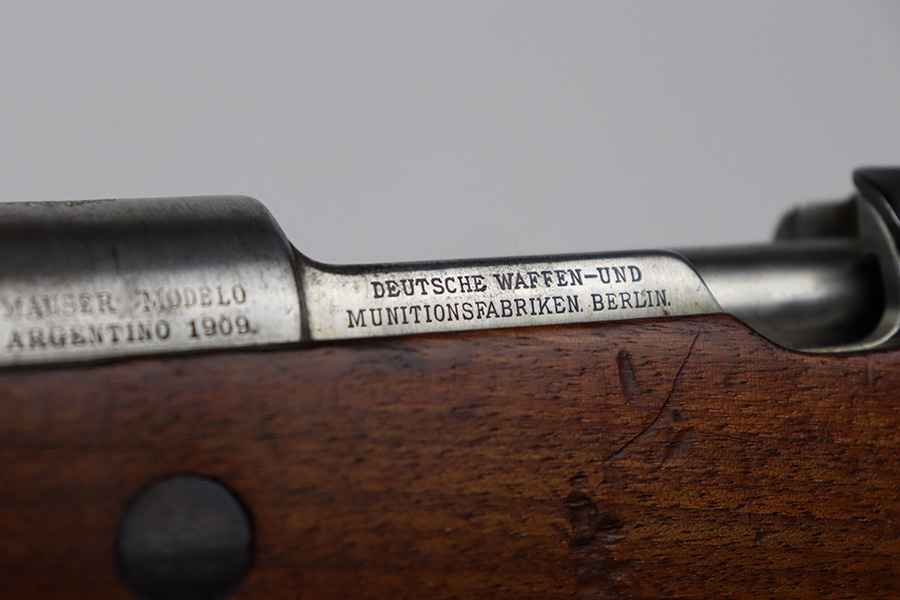 MAUSER MODELO
ARGENTINO 1909.
DEUTSCHE WAFFEN-UND
MUNITIONSFABRIKEN. BERLIN.